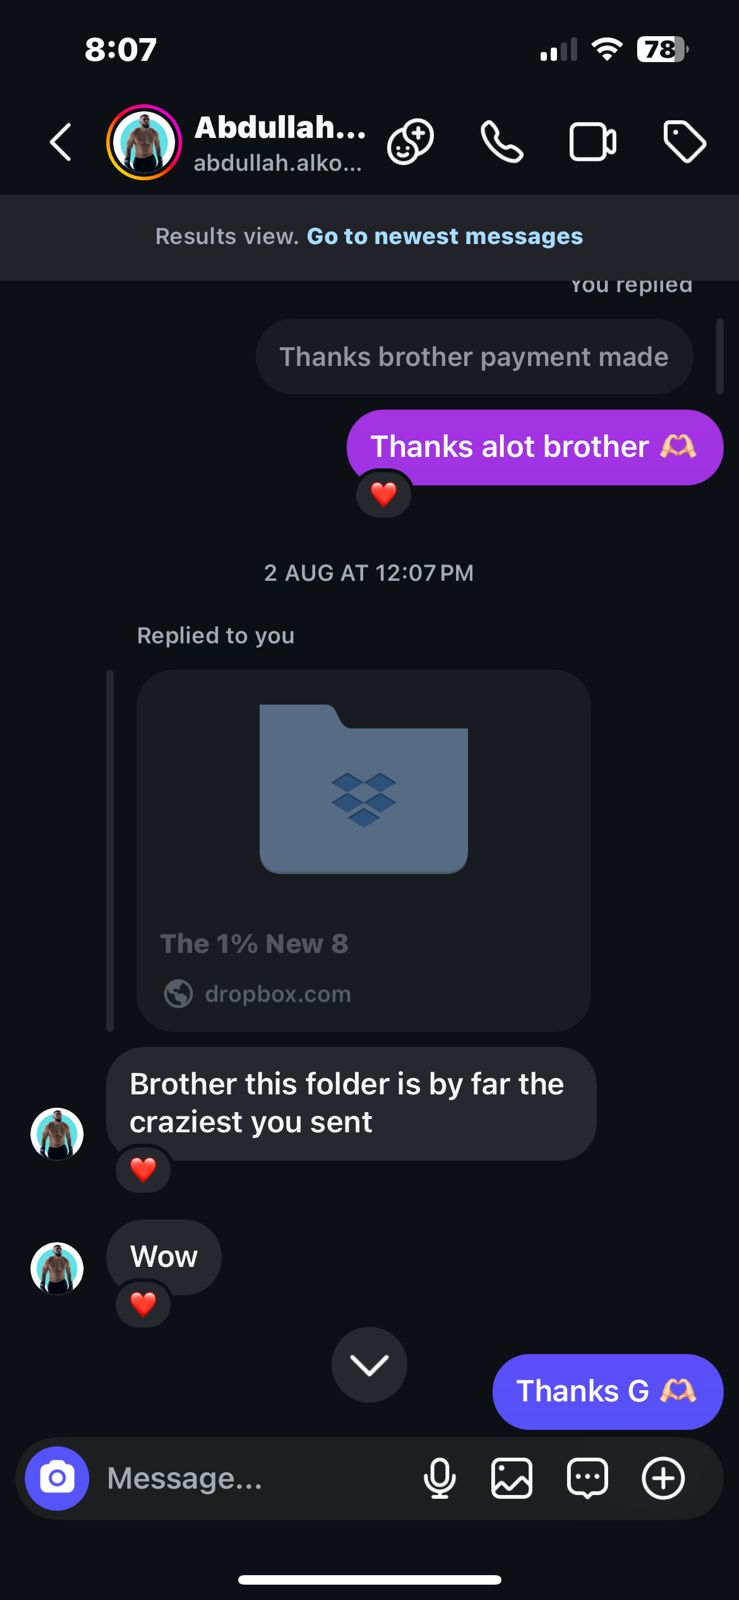 8:07
78
Abdullah...
abdullah.alko...
Results view. Go to newest messages
You replied
Thanks brother payment made
Thanks alot brother 🫶🏻
❤️
2 AUG AT 12:07 PM
Replied to you
The 1% New 8
dropbox.com
Brother this folder is by far the
craziest you sent
❤️
Wow
❤️
Thanks G 🫶🏻
Message...